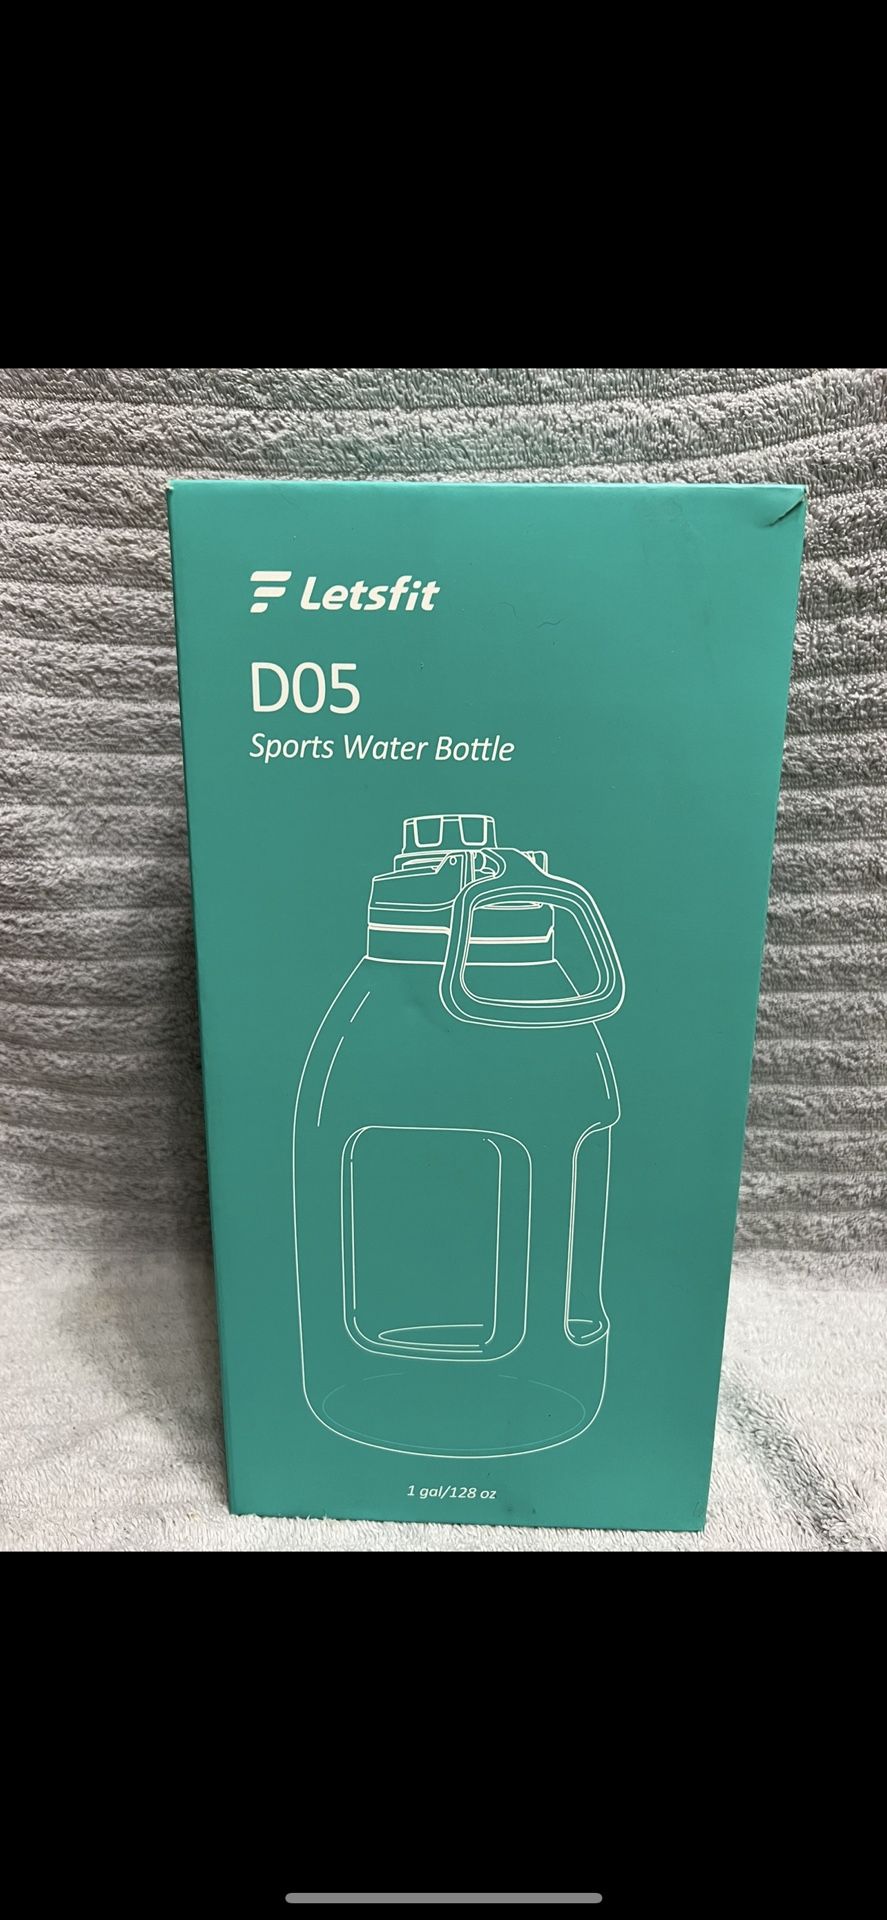 Letsfit
D05
Sports Water Bottle
1 gal/128 oz